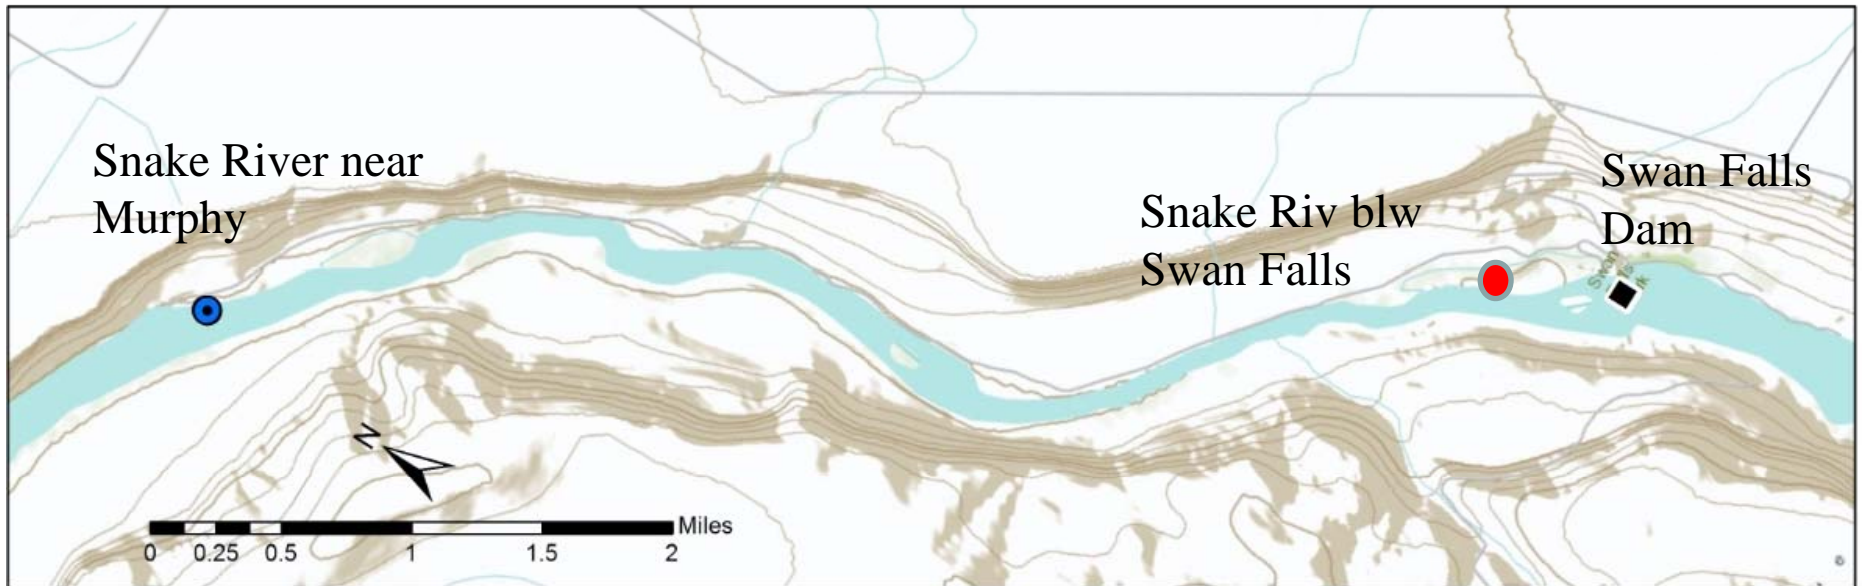 Snake River near
Murphy
Snake Riv blw
Swan Falls
Swan Falls
Dam
N
Miles
0 0.25 0.5 1 1.5 2